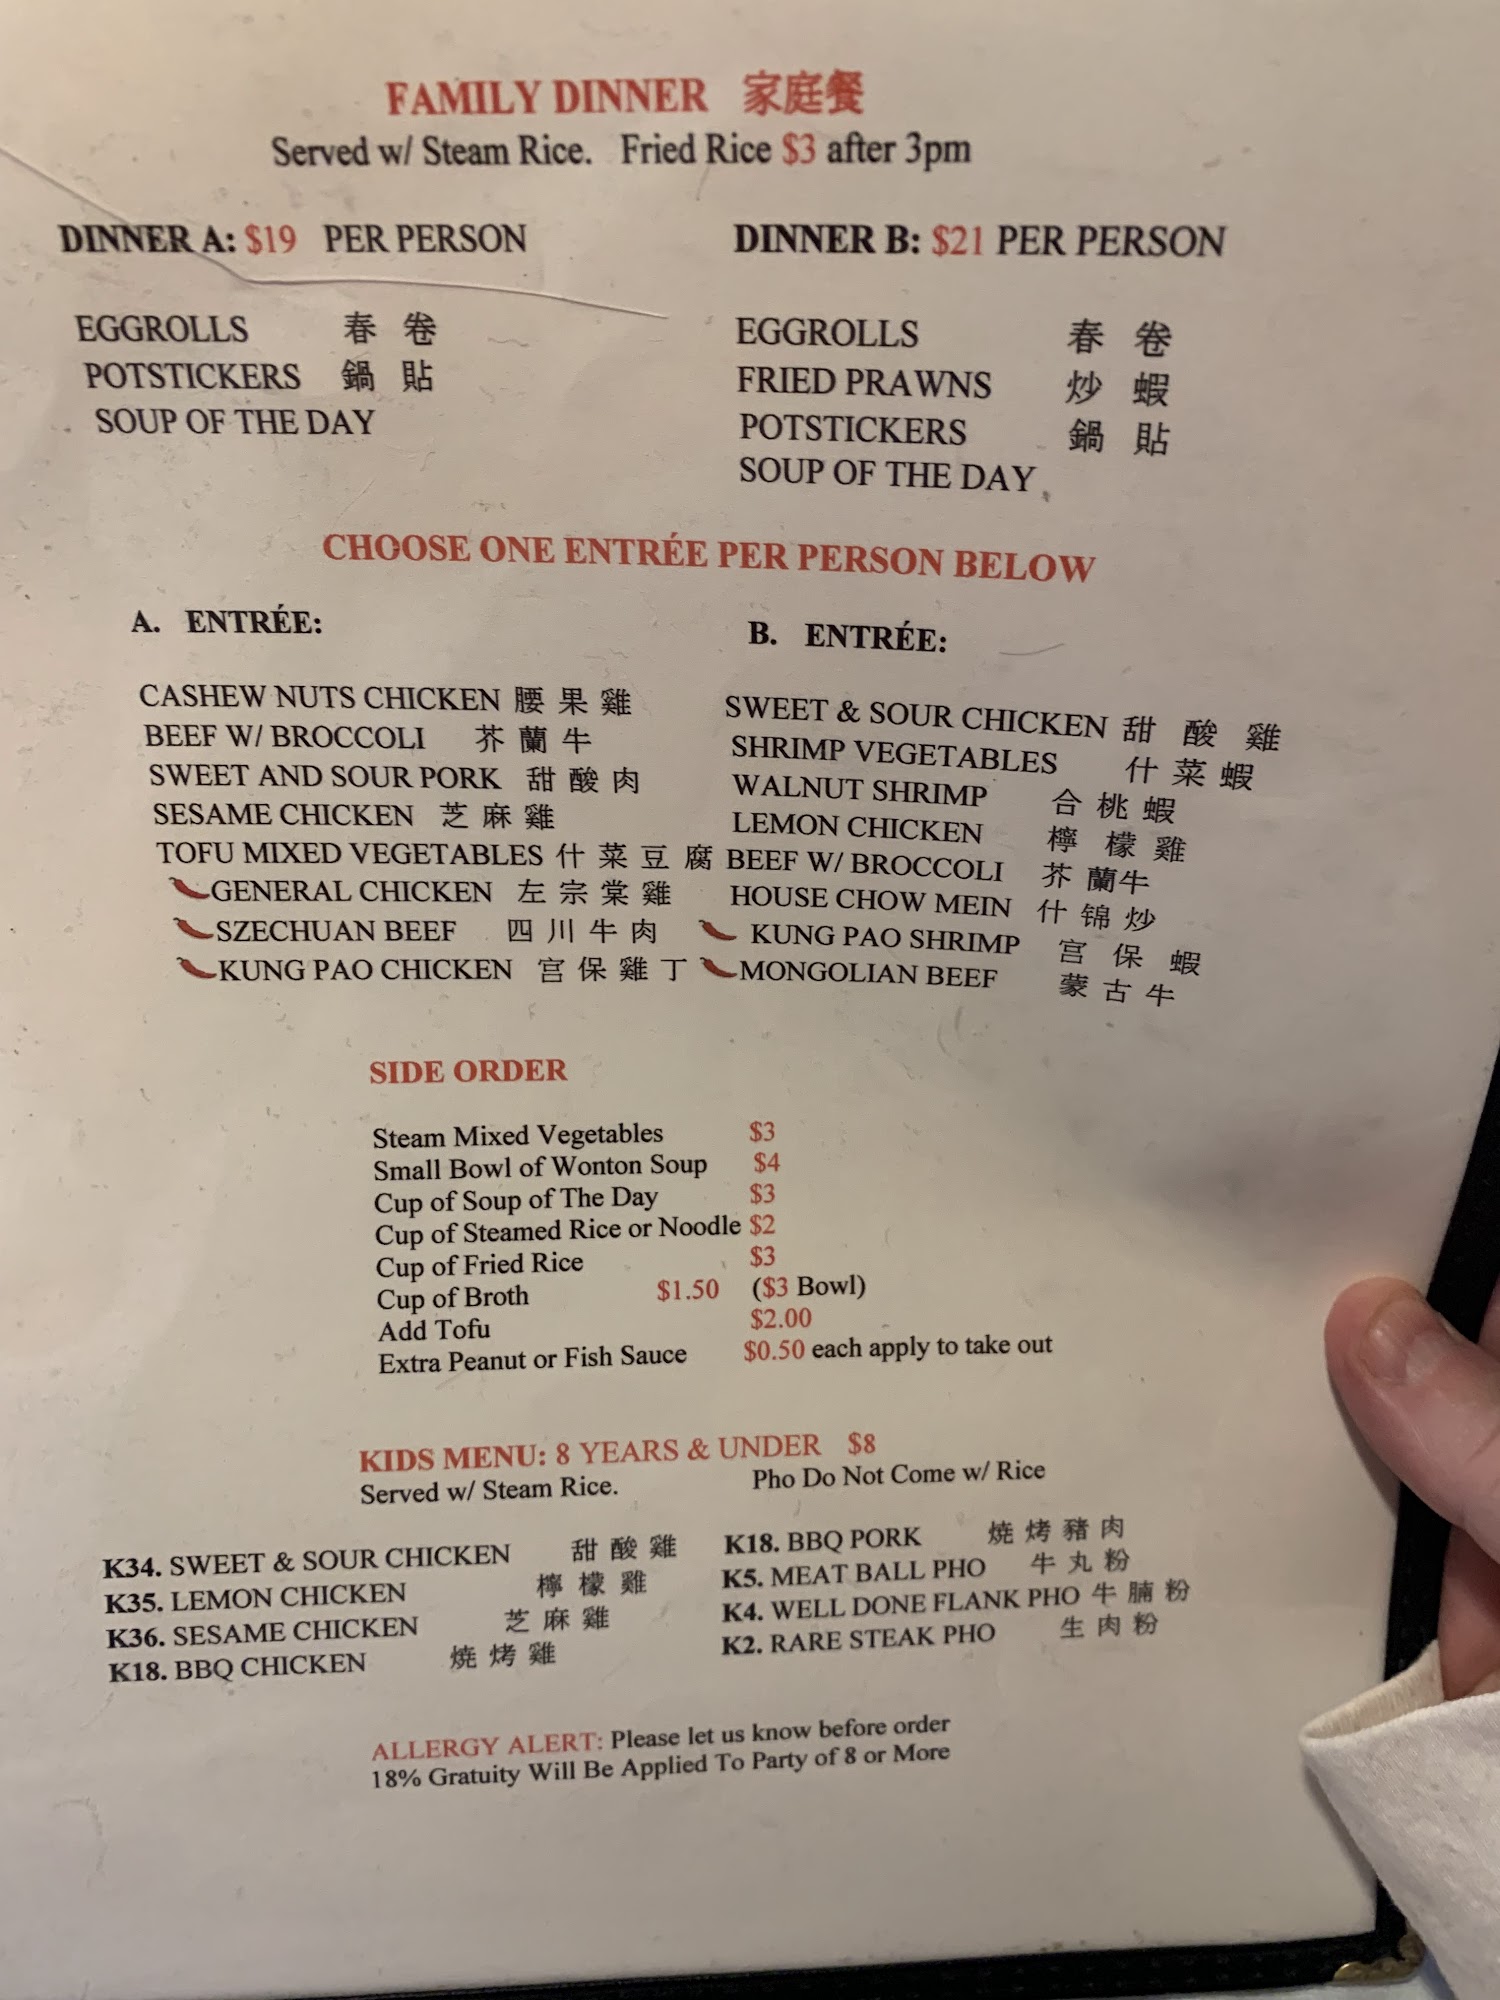 FAMILY DINNER 家庭餐
Served w/ Steam Rice. Fried Rice $3 after 3pm
DINNER A: $19 PER PERSON
EGGROLLS 春 卷
POTSTICKERS 鍋 貼
SOUP OF THE DAY
DINNER B: $21 PER PERSON
EGGROLLS 春 卷
FRIED PRAWNS 炒 蝦
POTSTICKERS 鍋 貼
SOUP OF THE DAY
CHOOSE ONE ENTRÉE PER PERSON BELOW
A. ENTRÉE:
CASHEW NUTS CHICKEN 腰 果 雞
BEEF W/ BROCCOLI 芥 蘭 牛
SWEET AND SOUR PORK 甜 酸 肉
SESAME CHICKEN 芝 麻 雞
TOFU MIXED VEGETABLES 什 菜 豆 腐
GENERAL CHICKEN 左 宗 棠 雞
SZECHUAN BEEF 四 川 牛 肉
KUNG PAO CHICKEN 宫 保 雞 丁
B. ENTRÉE:
SWEET & SOUR CHICKEN 甜 酸 雞
SHRIMP VEGETABLES 什 菜 蝦
WALNUT SHRIMP 合 桃 蝦
LEMON CHICKEN 檸 檬 雞
BEEF W/ BROCCOLI 芥 蘭牛
HOUSE CHOW MEIN 什 锦 炒
KUNG PAO SHRIMP 宫 保 蝦
MONGOLIAN BEEF 蒙 古 牛
SIDE ORDER
Steam Mixed Vegetables $3
Small Bowl of Wonton Soup $4
Cup of Soup of The Day $3
Cup of Steamed Rice or Noodle $2
Cup of Fried Rice $3
Cup of Broth $1.50 ($3 Bowl)
Add Tofu $2.00
Extra Peanut or Fish Sauce $0.50 each apply to take out
KIDS MENU: 8 YEARS & UNDER $8
Served w/ Steam Rice. Pho Do Not Come w/ Rice
K34. SWEET & SOUR CHICKEN 甜 酸 雞
K35. LEMON CHICKEN 檸 檬 雞
K36. SESAME CHICKEN 芝 麻 雞
K18. BBQ CHICKEN 燒 烤 雞
K18. BBQ PORK 燒 烤 豬 肉
K5. MEAT BALL PHO 牛 丸 粉
K4. WELL DONE FLANK PHO 牛 腩 粉
K2. RARE STEAK PHO 生 肉 粉
ALLERGY ALERT: Please let us know before order
18% Gratuity Will Be Applied To Party of 8 or More